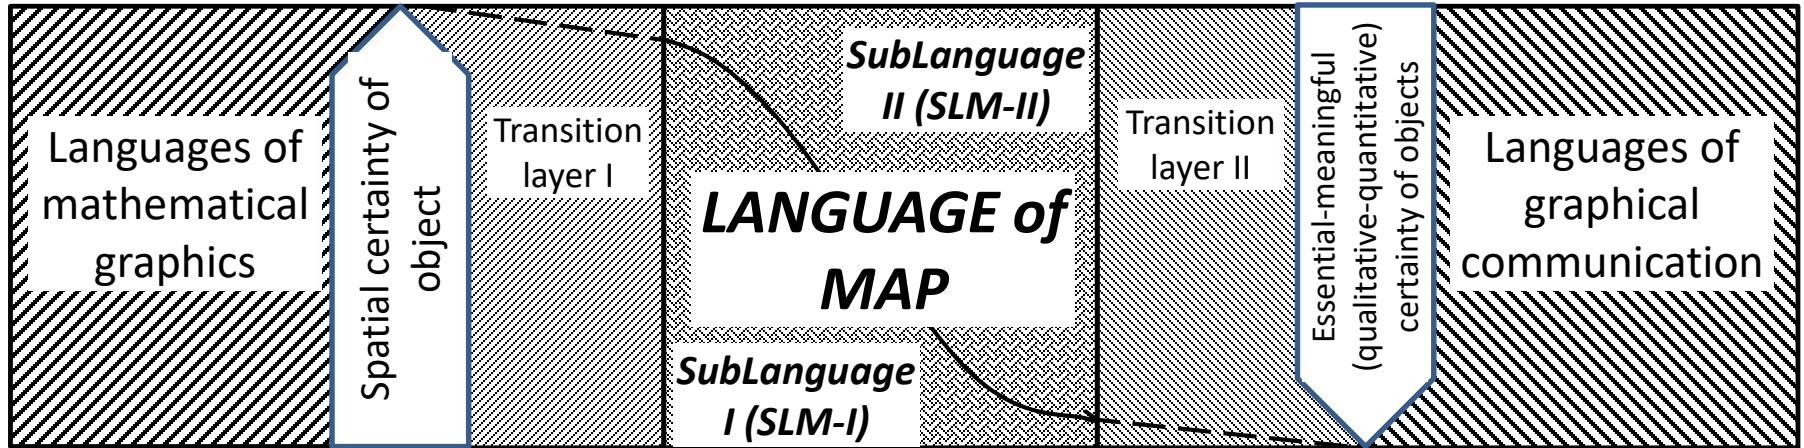 Languages of
mathematical
graphics
Spatial certainty of
object
Transition
layer I
SubLanguage
II (SLM-II)
LANGUAGE of
MAP
SubLanguage
I (SLM-I)
Transition
layer II
Essential-meaningful
(qualitative-quantitative)
certainty of objects
Languages of
graphical
communication